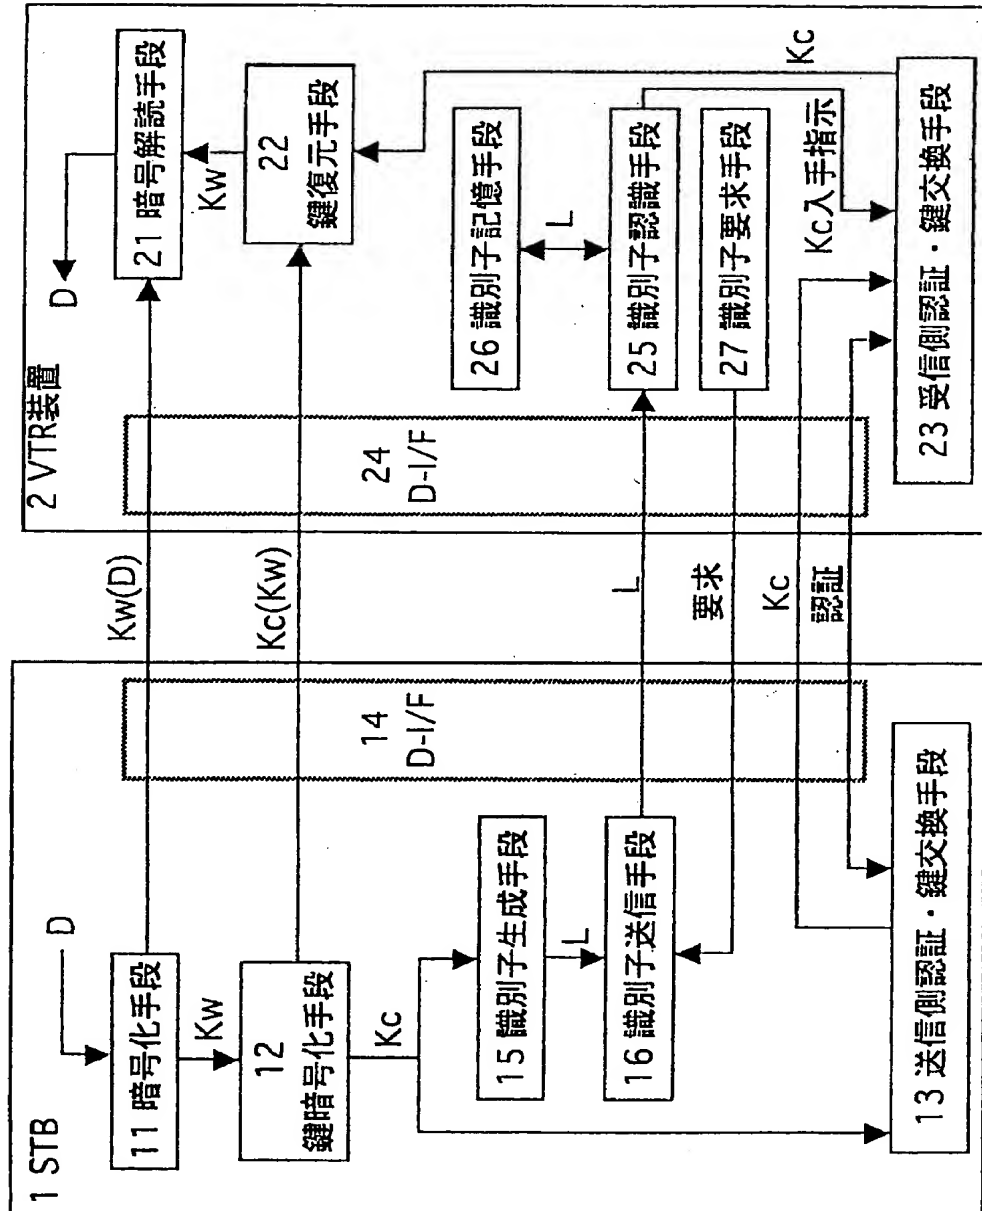 1 STB
D
11 暗号化手段
Kw
12
鍵暗号化手段
Kc
15 識別子生成手段
L
16 識別子送信手段
13 送信側認証・鍵交換手段
14
D-I/F
Kw(D)
Kc(Kw)
L
要求
Kc
認証
2 VTR装置
24
D-I/F
D
21 暗号解読手段
Kw
22
鍵復元手段
26 識別子記憶手段
L
25 識別子認識手段
27 識別子要求手段
Kc
Kc入手指示
23 受信側認証・鍵交換手段